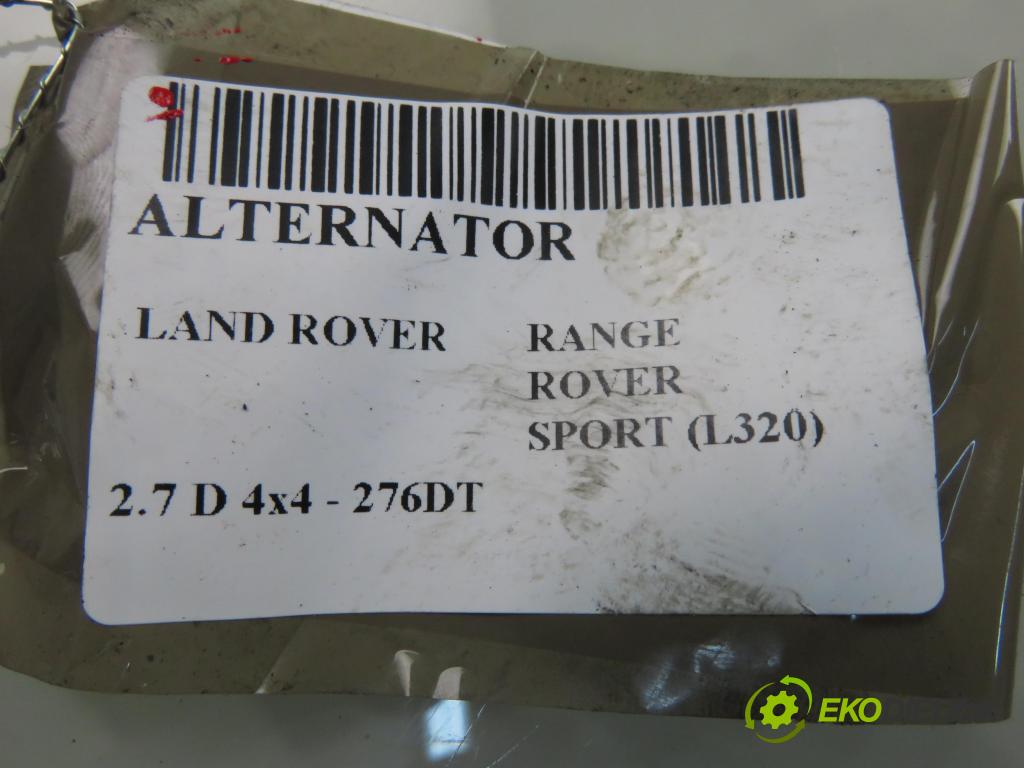 ALTERNATOR
LAND ROVER
RANGE
ROVER
SPORT (L320)
2.7 D 4x4 - 276DT
EKO